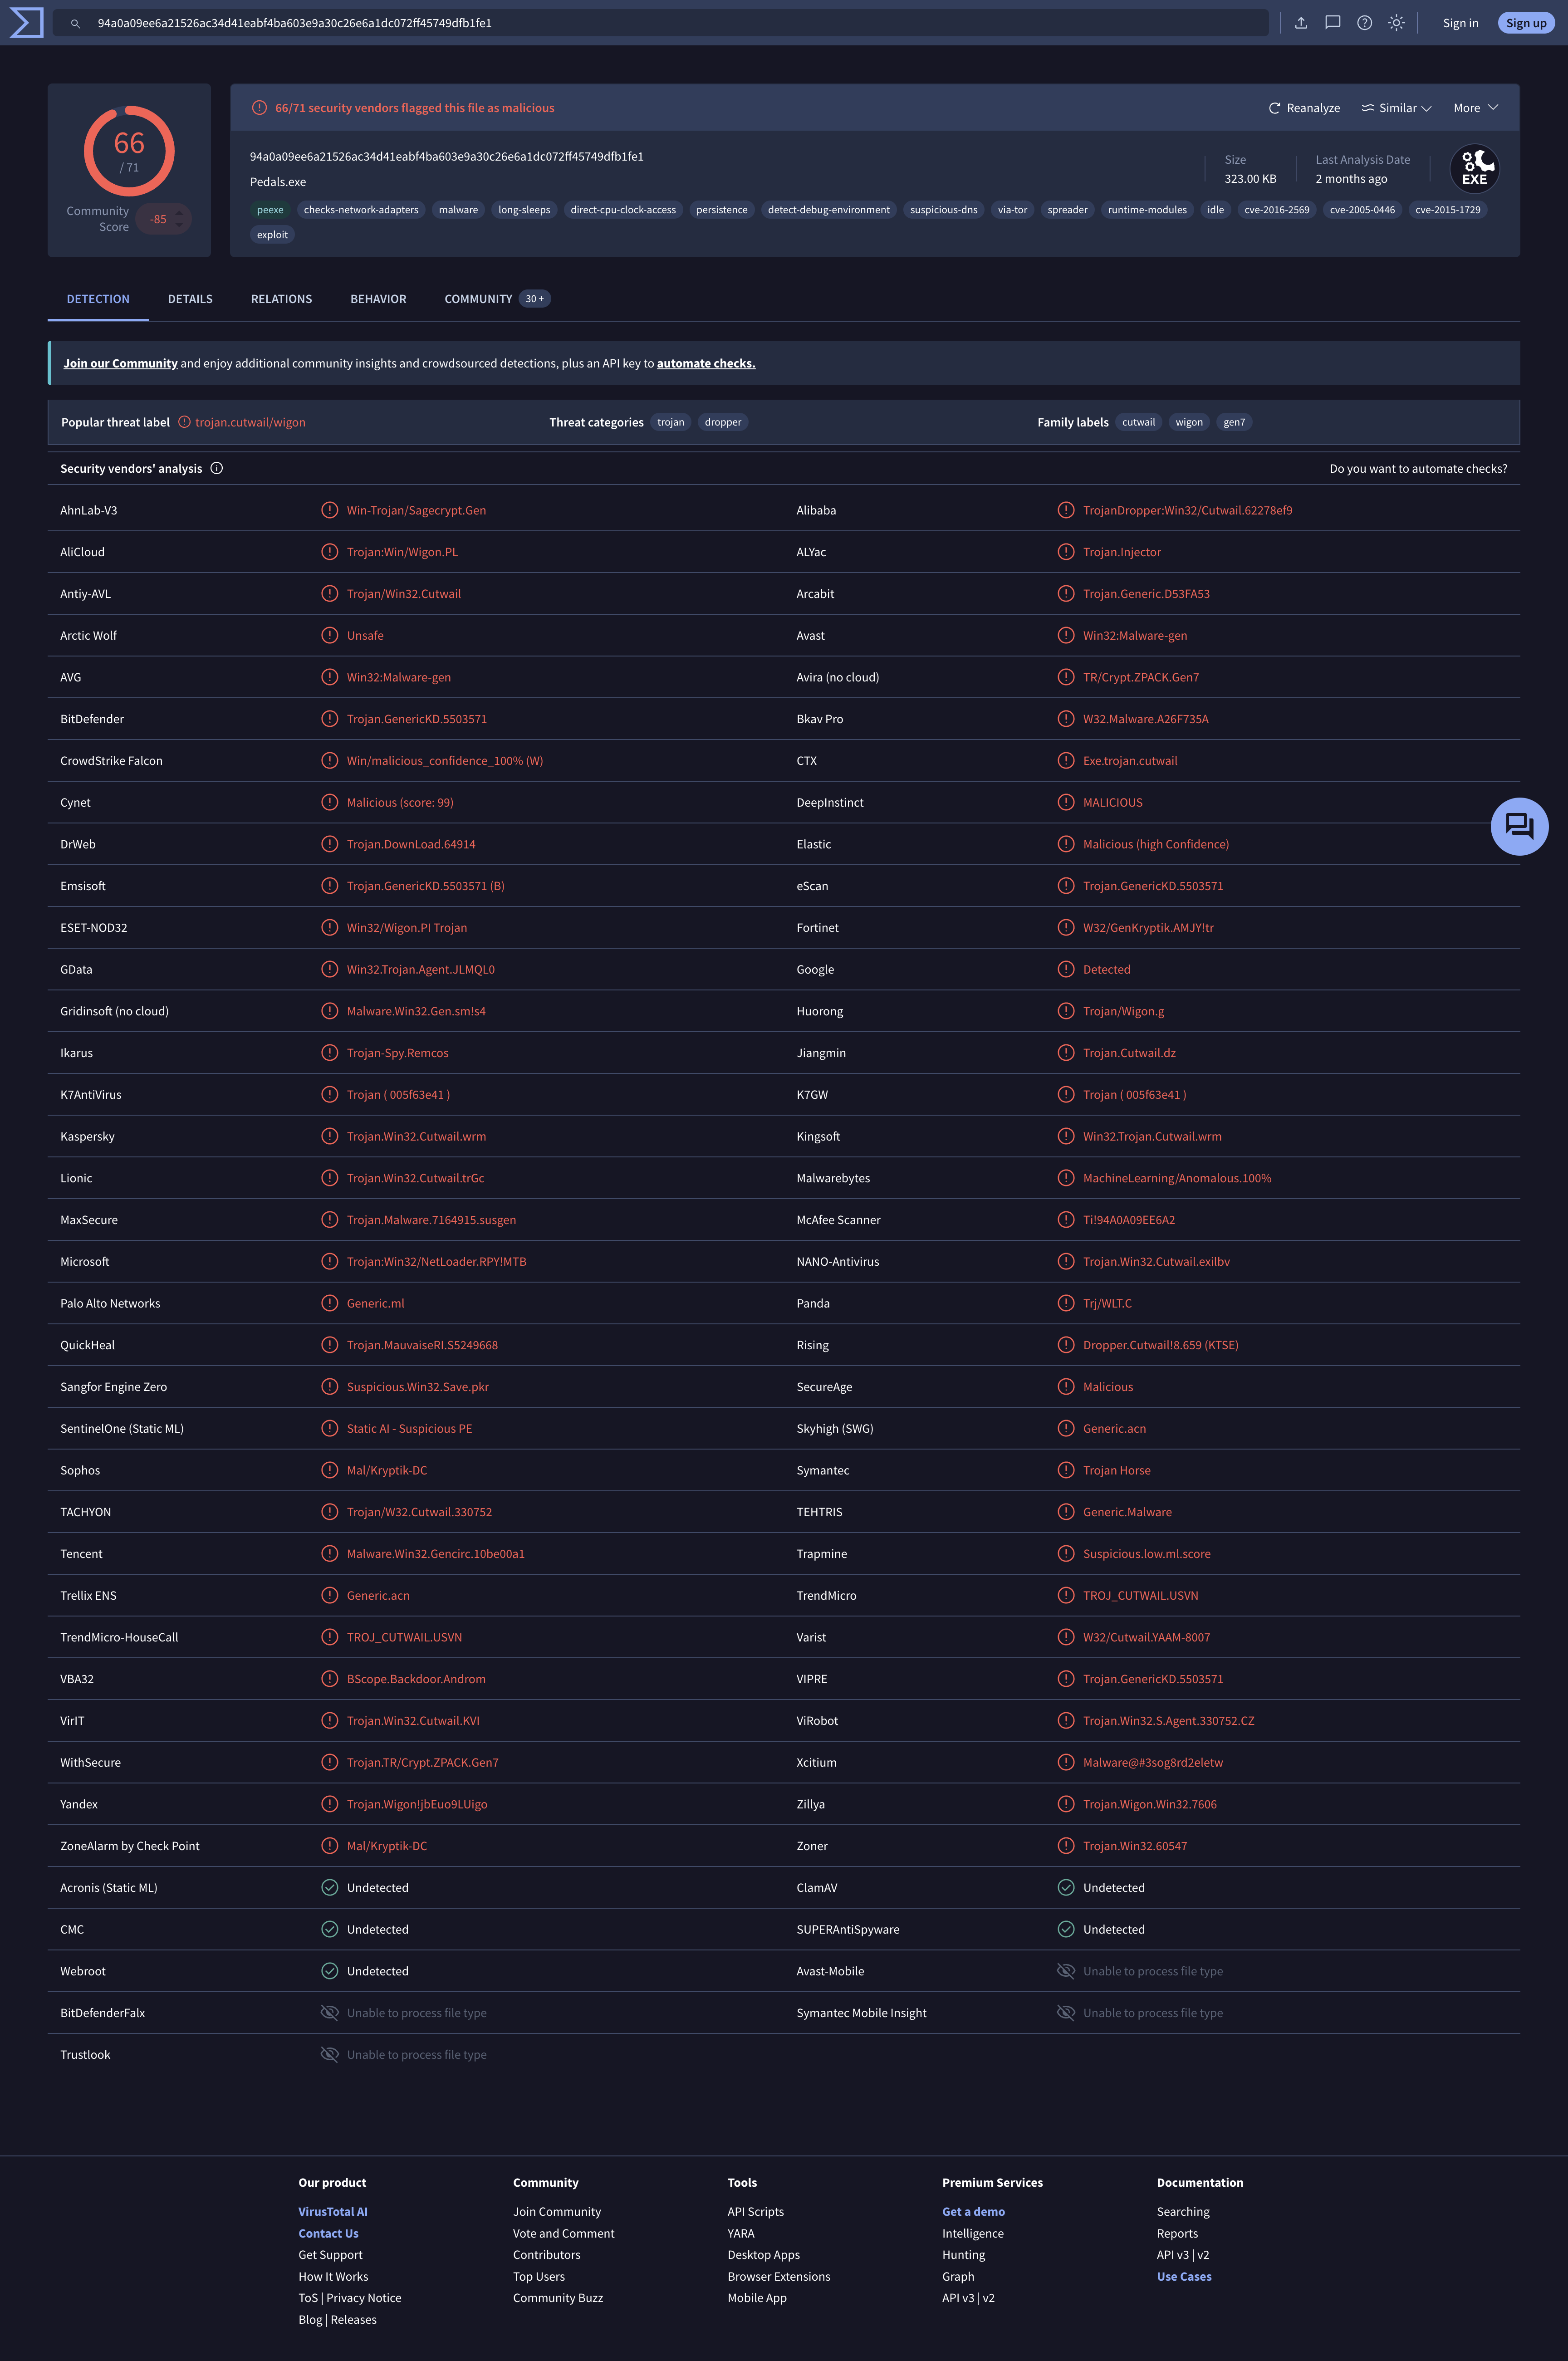 94a0a09ee6a21526ac34d41eabf4ba603e9a30c26e6a1dc072ff45749dfb1fe1
Sign in
Sign up
66
/ 71
Community Score
-85
66/71 security vendors flagged this file as malicious
Reanalyze
Similar
More
94a0a09ee6a21526ac34d41eabf4ba603e9a30c26e6a1dc072ff45749dfb1fe1
Pedals.exe
Size
323.00 KB
Last Analysis Date
2 months ago
EXE
peexe checks-network-adapters malware long-sleeps direct-cpu-clock-access persistence detect-debug-environment suspicious-dns via-tor spreader runtime-modules idle cve-2016-2569 cve-2005-0446 cve-2015-1729
exploit
DETECTION DETAILS RELATIONS BEHAVIOR COMMUNITY 30 +
Join our Community and enjoy additional community insights and crowdsourced detections, plus an API key to automate checks.
Popular threat label trojan.cutwail/wigon Threat categories trojan dropper Family labels cutwail wigon gen7
Security vendors' analysis Do you want to automate checks?
AhnLab-V3 Win-Trojan/Sagecrypt.Gen Alibaba TrojanDropper:Win32/Cutwail.62278ef9
AliCloud Trojan:Win/Wigon.PL ALYac Trojan.Injector
Antiy-AVL Trojan/Win32.Cutwail Arcabit Trojan.Generic.D53FA53
Arctic Wolf Unsafe Avast Win32:Malware-gen
AVG Win32:Malware-gen Avira (no cloud) TR/Crypt.ZPACK.Gen7
BitDefender Trojan.GenericKD.5503571 Bkav Pro W32.Malware.A26F735A
CrowdStrike Falcon Win/malicious_confidence_100% (W) CTX Exe.trojan.cutwail
Cynet Malicious (score: 99) DeepInstinct MALICIOUS
DrWeb Trojan.DownLoad.64914 Elastic Malicious (high Confidence)
Emsisoft Trojan.GenericKD.5503571 (B) eScan Trojan.GenericKD.5503571
ESET-NOD32 Win32/Wigon.PI Trojan Fortinet W32/GenKryptik.AMJY!tr
GData Win32.Trojan.Agent.JLMQL0 Google Detected
Gridinsoft (no cloud) Malware.Win32.Gen.sm!s4 Huorong Trojan/Wigon.g
Ikarus Trojan-Spy.Remcos Jiangmin Trojan.Cutwail.dz
K7AntiVirus Trojan ( 005f63e41 ) K7GW Trojan ( 005f63e41 )
Kaspersky Trojan.Win32.Cutwail.wrm Kingsoft Win32.Trojan.Cutwail.wrm
Lionic Trojan.Win32.Cutwail.trGc Malwarebytes MachineLearning/Anomalous.100%
MaxSecure Trojan.Malware.7164915.susgen McAfee Scanner Ti!94A0A09EE6A2
Microsoft Trojan:Win32/NetLoader.RPY!MTB NANO-Antivirus Trojan.Win32.Cutwail.exilbv
Palo Alto Networks Generic.ml Panda Trj/WLT.C
QuickHeal Trojan.MauvaiseRI.S5249668 Rising Dropper.Cutwail!8.659 (KTSE)
Sangfor Engine Zero Suspicious.Win32.Save.pkr SecureAge Malicious
SentinelOne (Static ML) Static AI - Suspicious PE Skyhigh (SWG) Generic.acn
Sophos Mal/Kryptik-DC Symantec Trojan Horse
TACHYON Trojan/W32.Cutwail.330752 TEHTRIS Generic.Malware
Tencent Malware.Win32.Gencirc.10be00a1 Trapmine Suspicious.low.ml.score
Trellix ENS Generic.acn TrendMicro TROJ_CUTWAIL.USVN
TrendMicro-HouseCall TROJ_CUTWAIL.USVN Varist W32/Cutwail.YAAM-8007
VBA32 BScope.Backdoor.Androm VIPRE Trojan.GenericKD.5503571
VirIT Trojan.Win32.Cutwail.KVI ViRobot Trojan.Win32.S.Agent.330752.CZ
WithSecure Trojan.TR/Crypt.ZPACK.Gen7 Xcitium Malware@#3sog8rd2eletw
Yandex Trojan.Wigon!jbEuo9LUigo Zillya Trojan.Wigon.Win32.7606
ZoneAlarm by Check Point Mal/Kryptik-DC Zoner Trojan.Win32.60547
Acronis (Static ML) Undetected ClamAV Undetected
CMC Undetected SUPERAntiSpyware Undetected
Webroot Undetected Avast-Mobile Unable to process file type
BitDefenderFalx Unable to process file type Symantec Mobile Insight Unable to process file type
Trustlook Unable to process file type
Our product Community Tools Premium Services Documentation
VirusTotal AI Join Community API Scripts Get a demo Searching
Contact Us Vote and Comment YARA Intelligence Reports
Get Support Contributors Desktop Apps Hunting API v3 | v2
How It Works Top Users Browser Extensions Graph Use Cases
ToS | Privacy Notice Community Buzz Mobile App API v3 | v2
Blog | Releases